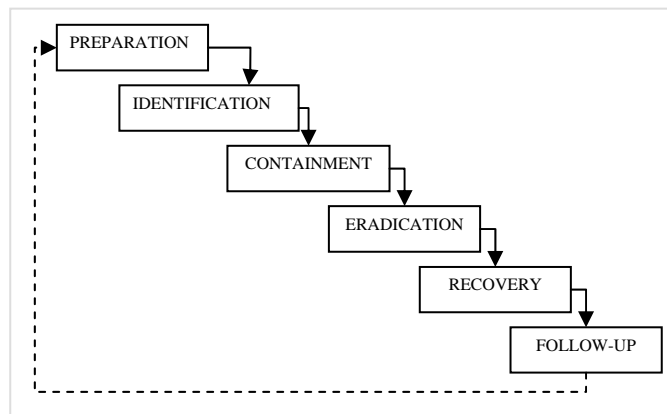 PREPARATION
IDENTIFICATION
CONTAINMENT
ERADICATION
RECOVERY
FOLLOW-UP